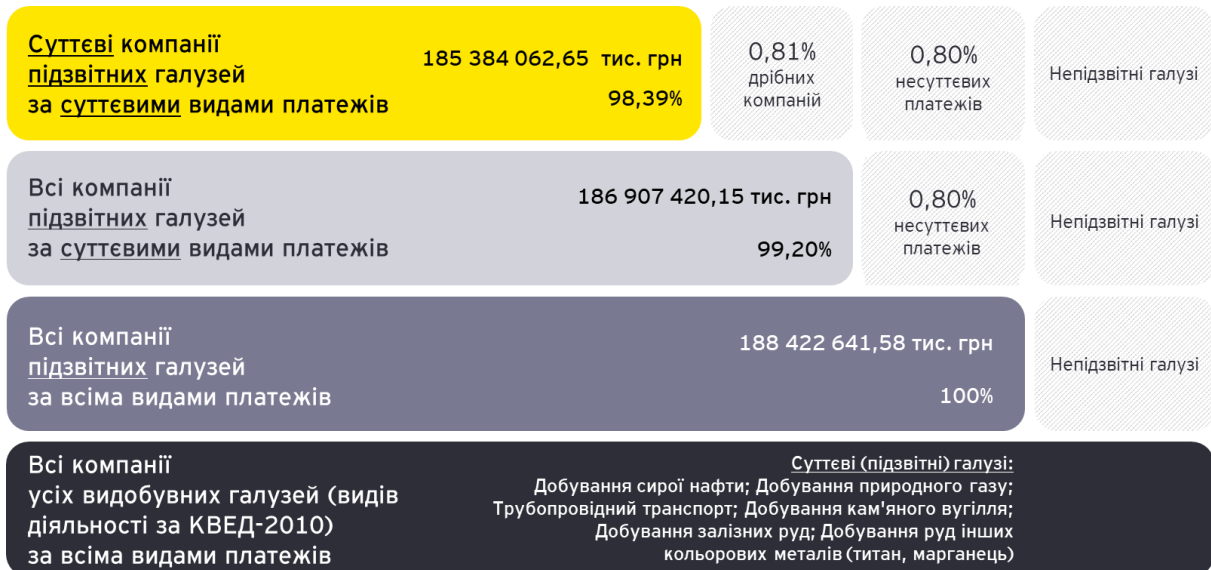 Суттєві компанії
підзвітних галузей
за суттєвими видами платежів
185 384 062,65 тис. грн
98,39%
0,81%
дрібних
компаній
0,80%
несуттєвих
платежів
Непідзвітні галузі
Всі компанії
підзвітних галузей
за суттєвими видами платежів
186 907 420,15 тис. грн
99,20%
0,80%
несуттєвих
платежів
Непідзвітні галузі
Всі компанії
підзвітних галузей
за всіма видами платежів
188 422 641,58 тис. грн
100%
Непідзвітні галузі
Всі компанії
усіх видобувних галузей (видів
діяльності за КВЕД-2010)
за всіма видами платежів
Суттєві (підзвітні) галузі:
Добування сирої нафти; Добування природного газу;
Трубопровідний транспорт; Добування кам'яного вугілля;
Добування залізних руд; Добування руд інших
кольорових металів (титан, марганець)